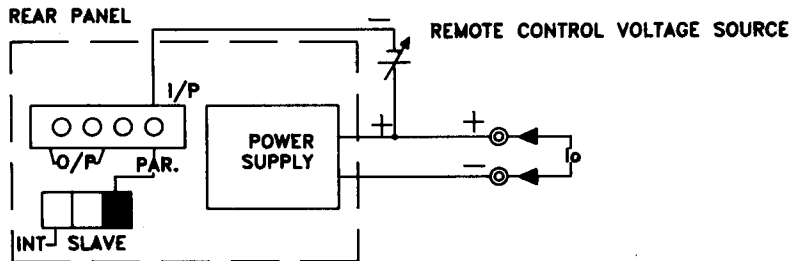 REAR PANEL
−
REMOTE CONTROL VOLTAGE SOURCE
I/P
+
+
POWER
SUPPLY
O/P
PAR.
−
Io
INT
SLAVE